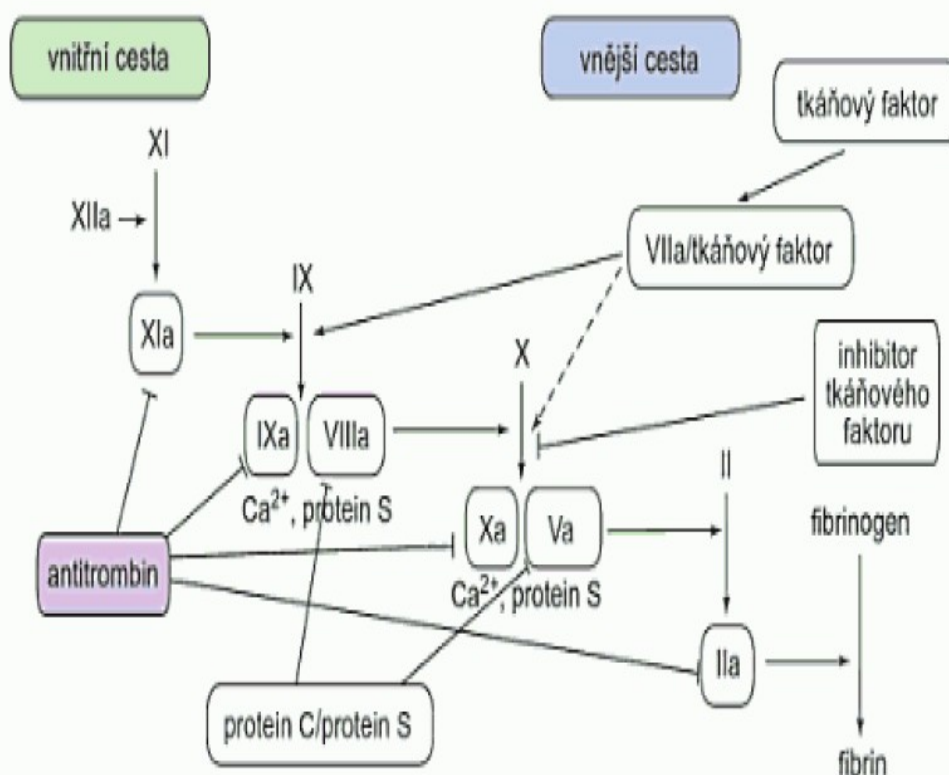 vnitřní cesta
vnější cesta
tkáňový faktor
XI
XIIa
VIIa/tkáňový faktor
IX
XIa
X
inhibitor
tkáňového
faktoru
IXa
VIIIa
II
Ca2+, protein S
Xa
Va
fibrinogen
antitrombin
Ca2+, protein S
IIa
protein C/protein S
fibrin